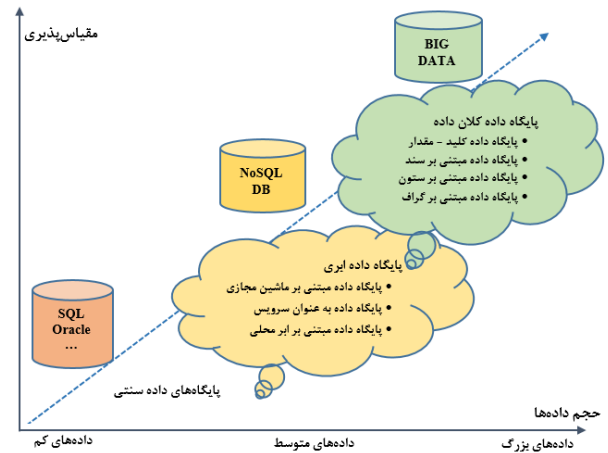 مقیاس‌پذیری
BIG
DATA
پایگاه داده کلان داده
• پایگاه داده کلید - مقدار
• پایگاه داده مبتنی بر سند
• پایگاه داده مبتنی بر ستون
• پایگاه داده مبتنی بر گراف
NoSQL
DB
پایگاه داده ابری
• پایگاه داده مبتنی بر ماشین مجازی
• پایگاه داده به عنوان سرویس
• پایگاه داده مبتنی بر ابر محلی
SQL
Oracle
...
پایگاه‌های داده سنتی
حجم داده‌ها
داده‌های کم
داده‌های متوسط
داده‌های بزرگ